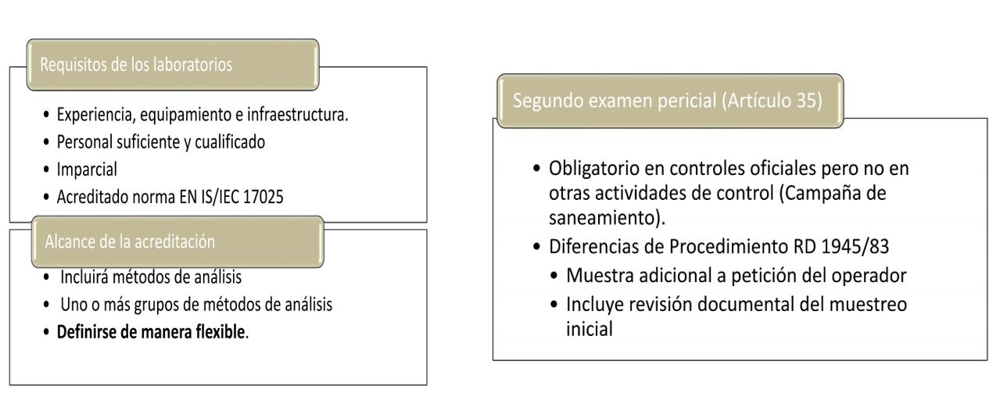 Requisitos de los laboratorios
• Experiencia, equipamiento e infraestructura.
• Personal suficiente y cualificado
• Imparcial
• Acreditado norma EN IS/IEC 17025
Alcance de la acreditación
• Incluirá métodos de análisis
• Uno o más grupos de métodos de análisis
• Definirse de manera flexible.
Segundo examen pericial (Artículo 35)
• Obligatorio en controles oficiales pero no en
otras actividades de control (Campaña de
saneamiento).
• Diferencias de Procedimiento RD 1945/83
• Muestra adicional a petición del operador
• Incluye revisión documental del muestreo
inicial